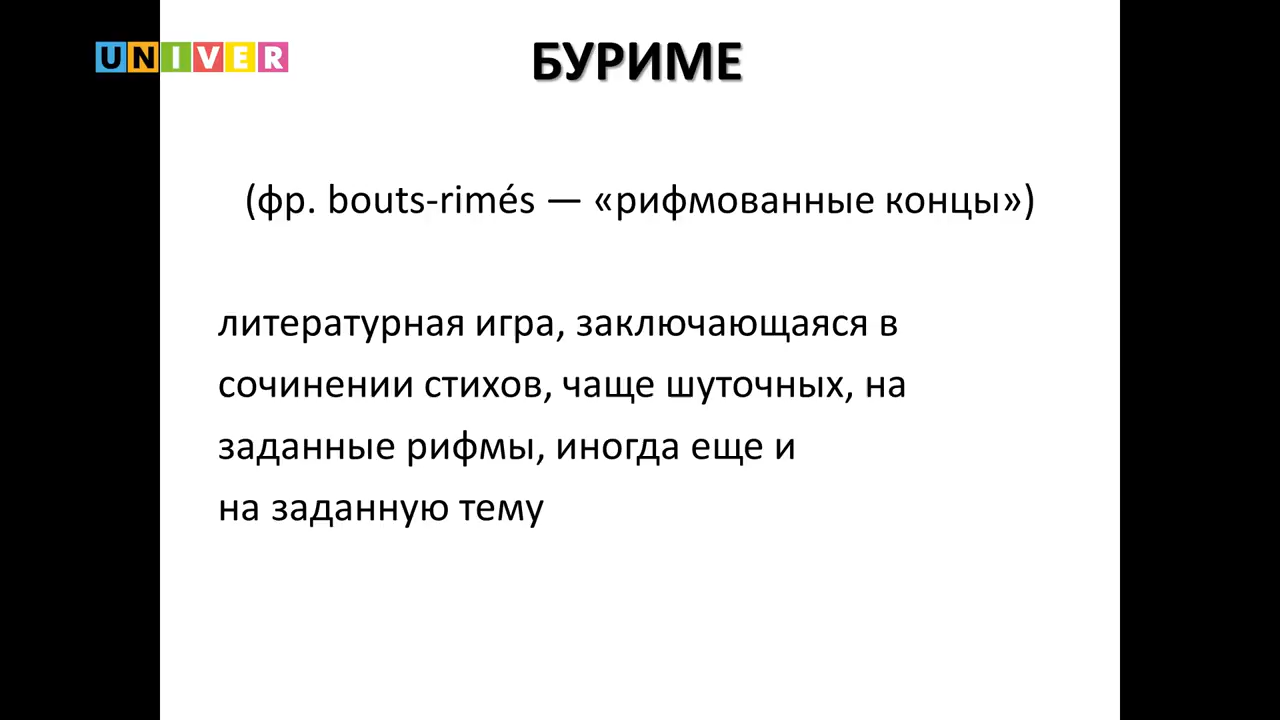 UNIVER
БУРИМЕ
(фр. bouts-rimés — «рифмованные концы»)
литературная игра, заключающаяся в
сочинении стихов, чаще шуточных, на
заданные рифмы, иногда еще и
на заданную тему